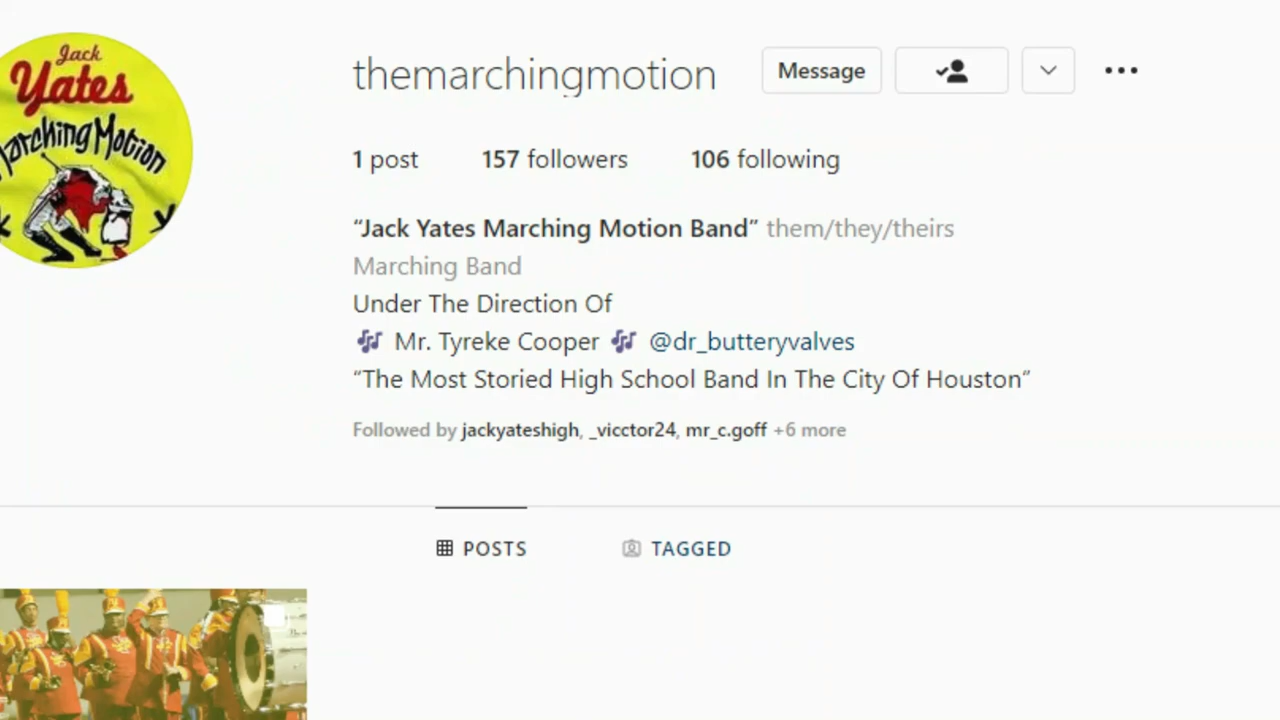 Jack
Yates
Marching Motion
themarchingmotion
Message
1 post 157 followers 106 following
“Jack Yates Marching Motion Band” them/they/theirs
Marching Band
Under The Direction Of
🎶 Mr. Tyreke Cooper 🎶 @dr_butteryvalves
“The Most Storied High School Band In The City Of Houston”
Followed by jackyateshigh, _vicctor24, mr_c.goff +6 more
POSTS TAGGED